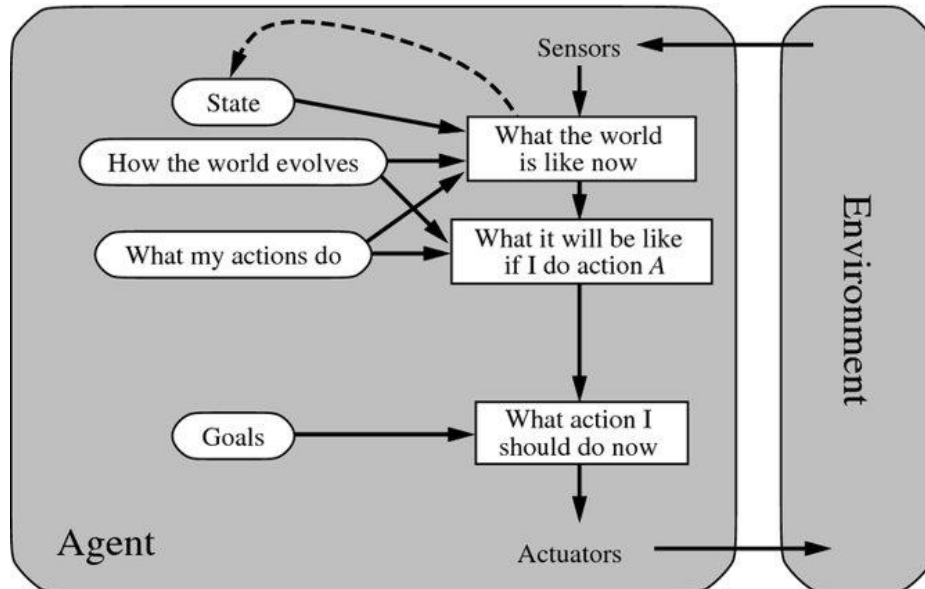 Sensors
State
What the world
is like now
How the world evolves
What it will be like
if I do action A
What my actions do
Environment
What action I
should do now
Goals
Agent
Actuators